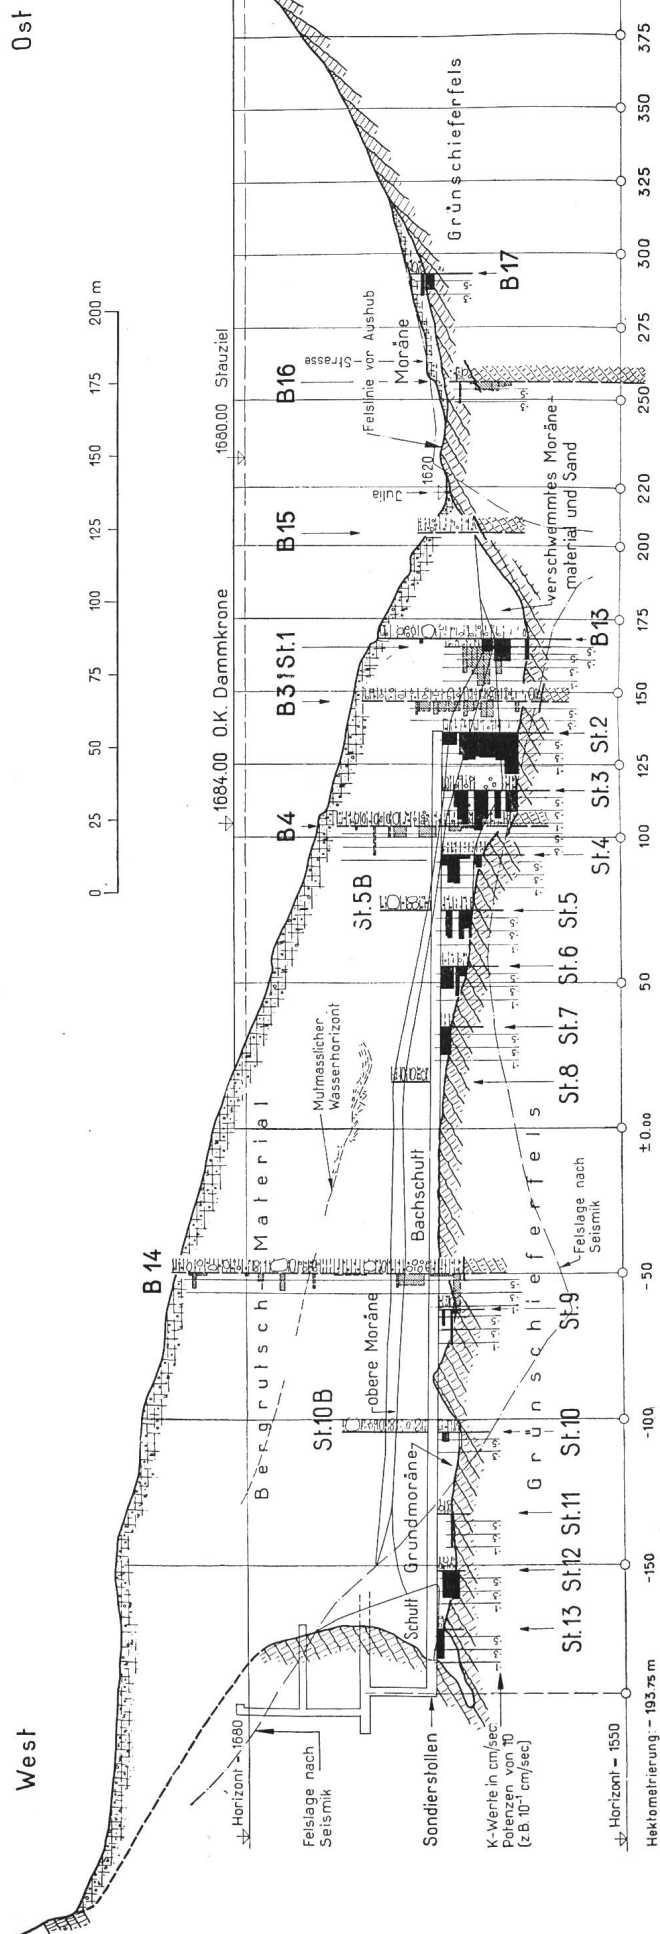 West
Ost
0 25 50 75 100 125 150 175 200 m
1684.00 O.K. Dammkrone
1680.00 Stauziel
B 14
B4
B31 St.1
B15
B16
B17
B13
St.5B
St.10B
Bergrutsch Material
Mutmasslicher
Wasserhorizont
obere Moräne
Bachschutt
Grundmoräne
Schutt
Julia
1620
Felslinie vor Aushub
Strasse
Moräne
Grünschieferfels
verschwemmtes Moräne-
material und Sand
Horizont = 1680
Felslage nach
Seismik
Sondierstollen
K-Werte in cm/sec
Potenzen von 10
(z.B. 10⁻¹ cm/sec)
St.13 St.12 St.11 St.10 St.9 St.8 St.7 St.6 St.5 St.4 St.3 St.2
Grünschieferfels
Felslage nach
Seismik
Horizont = 1550
Hektometrierung: - 193.75 m -150 -100 -50 ± 0.00 50 100 125 150 175 200 220 250 275 300 325 350 375